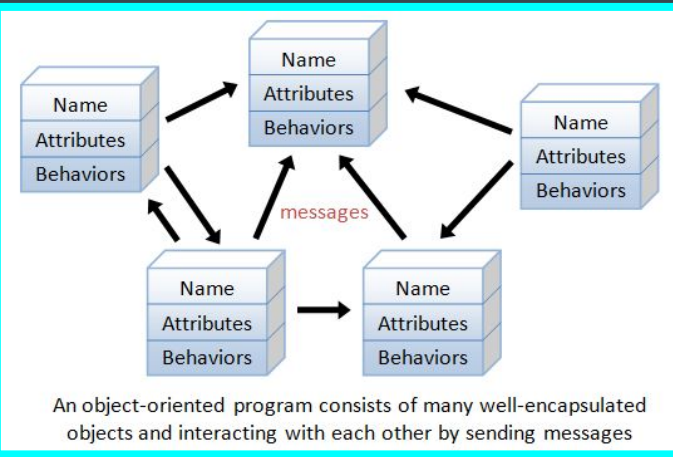 Name
Attributes
Behaviors
Name
Attributes
Behaviors
Name
Attributes
Behaviors
messages
Name
Attributes
Behaviors
Name
Attributes
Behaviors
An object-oriented program consists of many well-encapsulated
objects and interacting with each other by sending messages